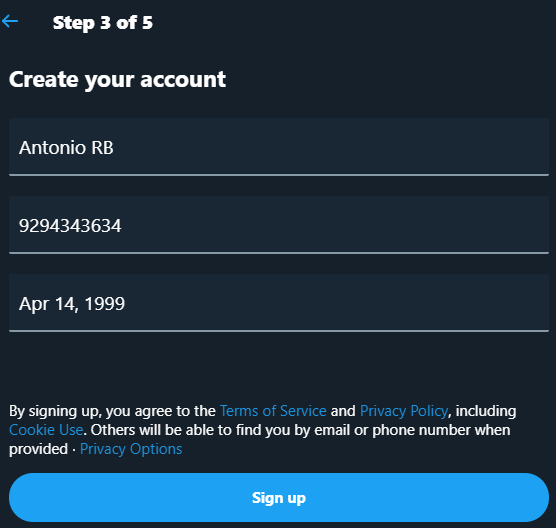 Step 3 of 5
Create your account
Antonio RB
9294343634
Apr 14, 1999
By signing up, you agree to the Terms of Service and Privacy Policy, including
Cookie Use. Others will be able to find you by email or phone number when
provided · Privacy Options
Sign up